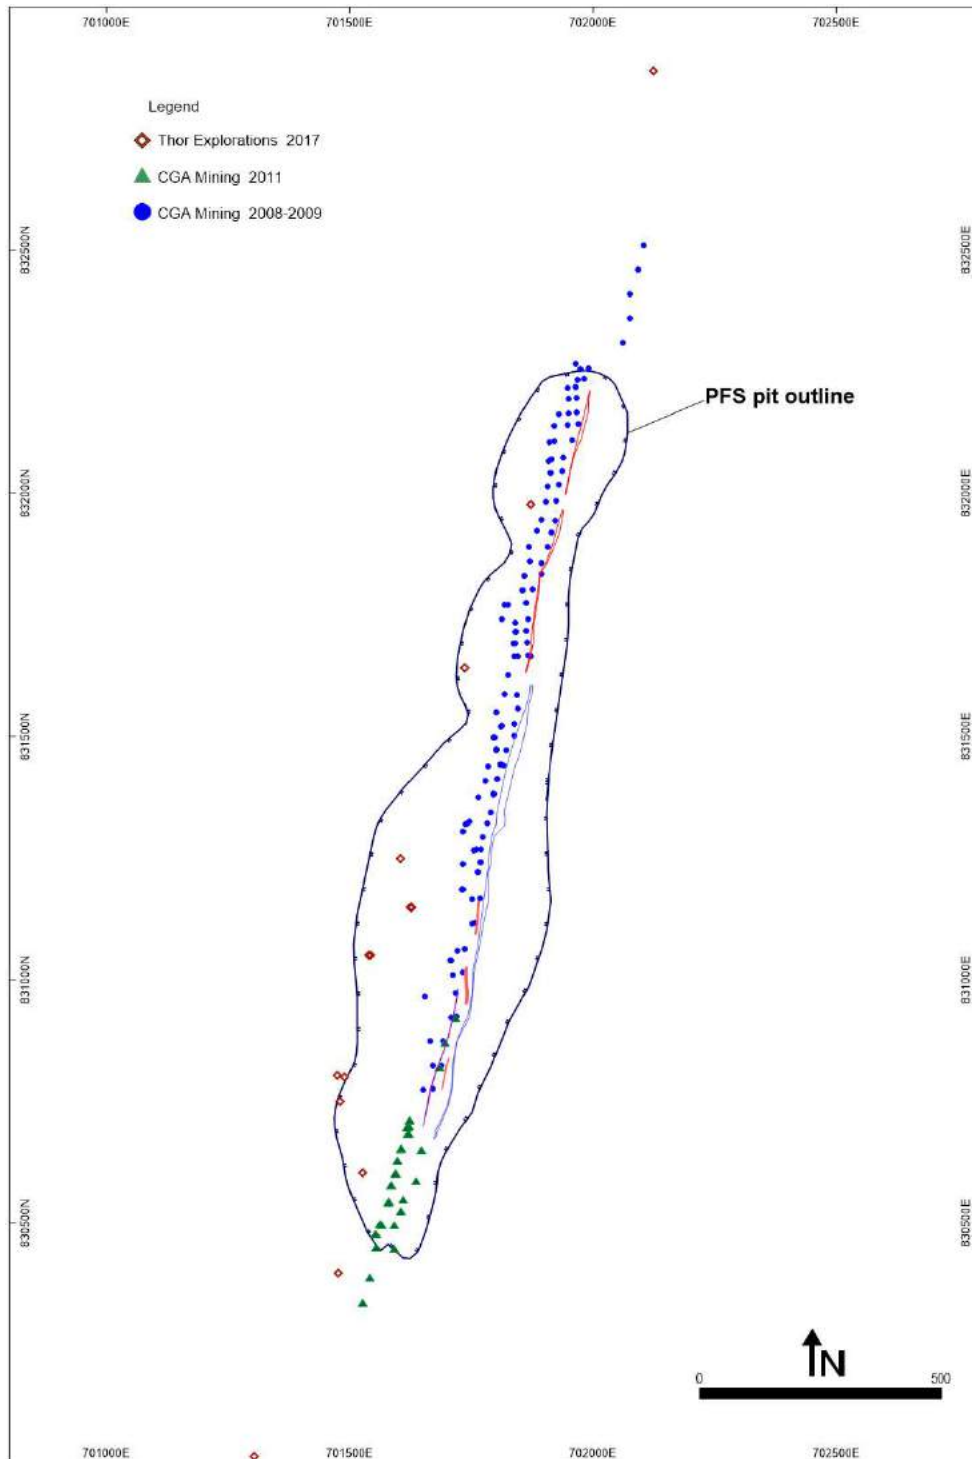 701000E 701500E 702000E 702500E
Legend
Thor Explorations 2017
CGA Mining 2011
CGA Mining 2008-2009
832500N 832500E
PFS pit outline
832000N 832000E
831500N 831500E
831000N 831000E
830500N 830500E
N
0 500
701000E 701500E 702000E 702500E